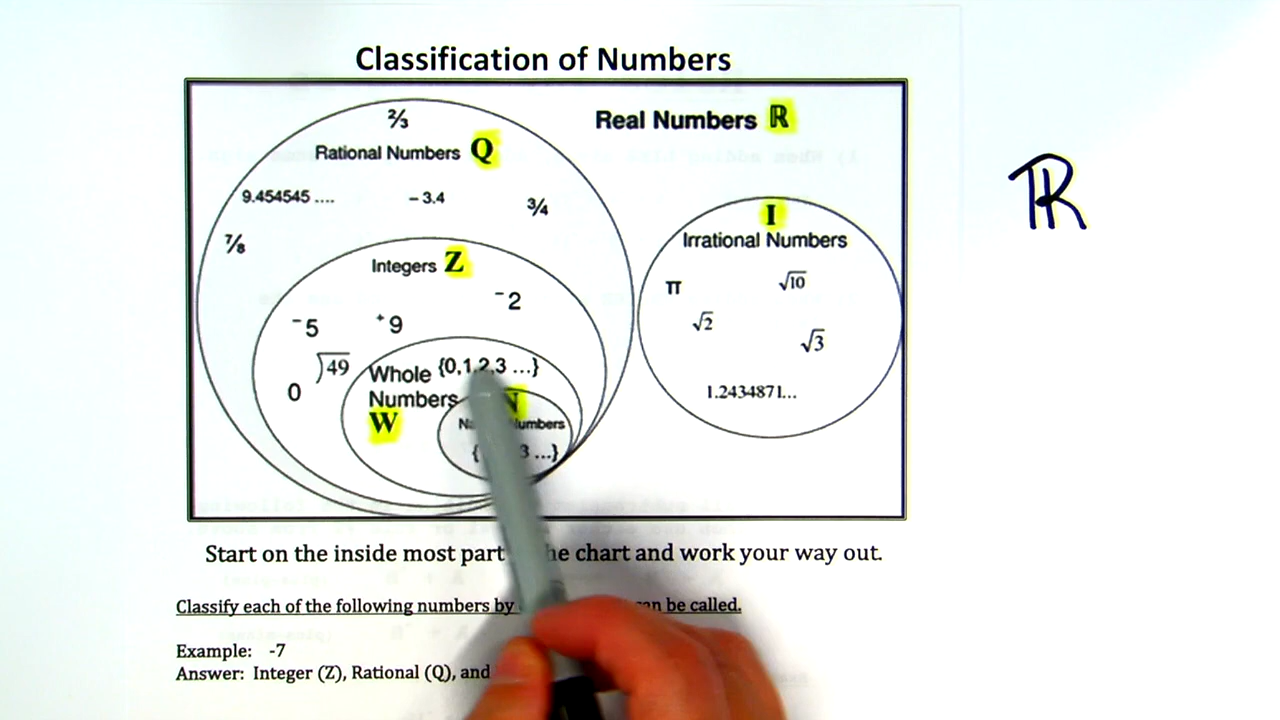 Classification of Numbers
⅔
Real Numbers ℝ
Rational Numbers Q
9.454545 .... − 3.4 ¾
ℝ
⅞
I
Irrational Numbers
Integers Z
π √10
⁻2
⁻5 ⁺9
√2 √3
√49
Whole {0,1,2,3 ...}
0
Numbers N
1.2434871...
W
Numbers
{ 3 ...}
Start on the inside most part he chart and work your way out.
Classify each of the following numbers by an be called.
Example: -7
Answer: Integer (Z), Rational (Q), and